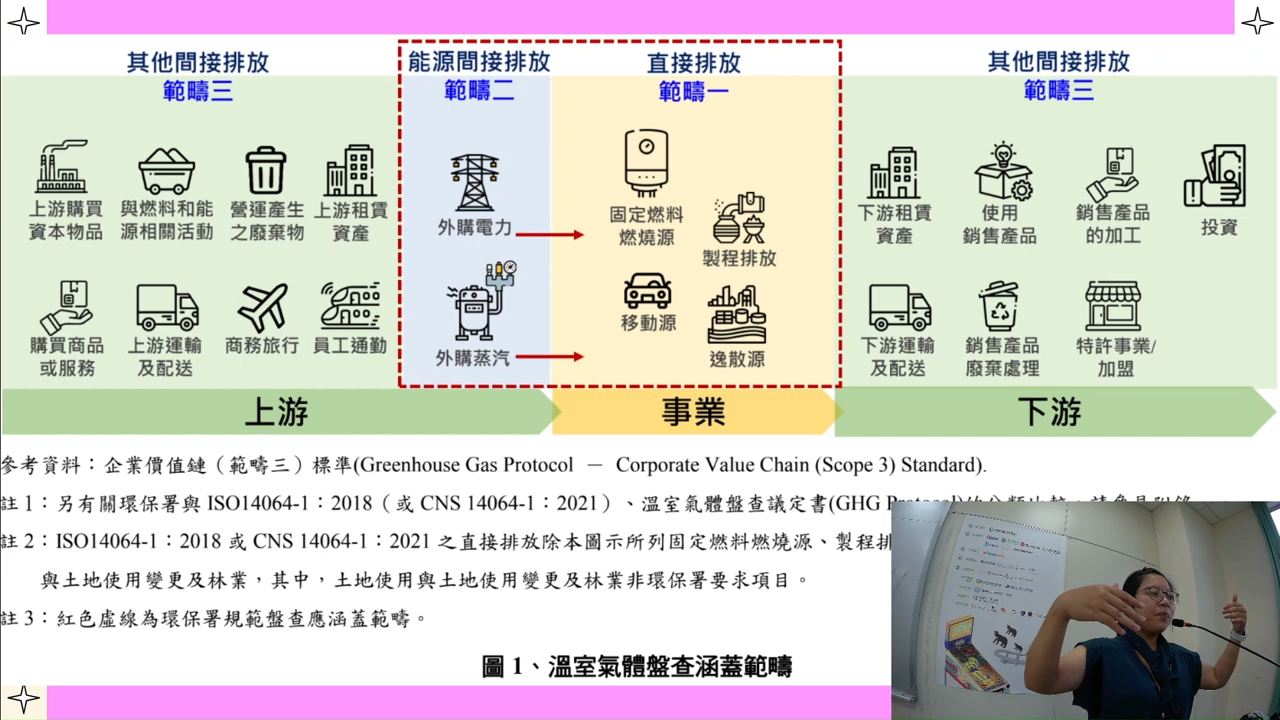 其他間接排放
範疇三
上游購買
資本物品
與燃料和能
源相關活動
營運產生
之廢棄物
上游租賃
資產
購買商品
或服務
上游運輸
及配送
商務旅行
員工通勤
能源間接排放
範疇二
外購電力
外購蒸汽
直接排放
範疇一
固定燃料
燃燒源
製程排放
移動源
逸散源
其他間接排放
範疇三
下游租賃
資產
使用
銷售產品
銷售產品
的加工
投資
下游運輸
及配送
銷售產品
廢棄處理
特許事業/
加盟
上游
事業
下游
參考資料：企業價值鏈（範疇三）標準(Greenhouse Gas Protocol － Corporate Value Chain (Scope 3) Standard).
註 1：另有關環保署與 ISO14064-1：2018（或 CNS 14064-1：2021）、溫室氣體盤查議定書(GHG Protocol)的分類比較，請參見附錄
註 2：ISO14064-1：2018 或 CNS 14064-1：2021 之直接排放除本圖示所列固定燃料燃燒源、製程排
與土地使用變更及林業，其中，土地使用與土地使用變更及林業非環保署要求項目。
註 3：紅色虛線為環保署規範盤查應涵蓋範疇。
圖 1、溫室氣體盤查涵蓋範疇